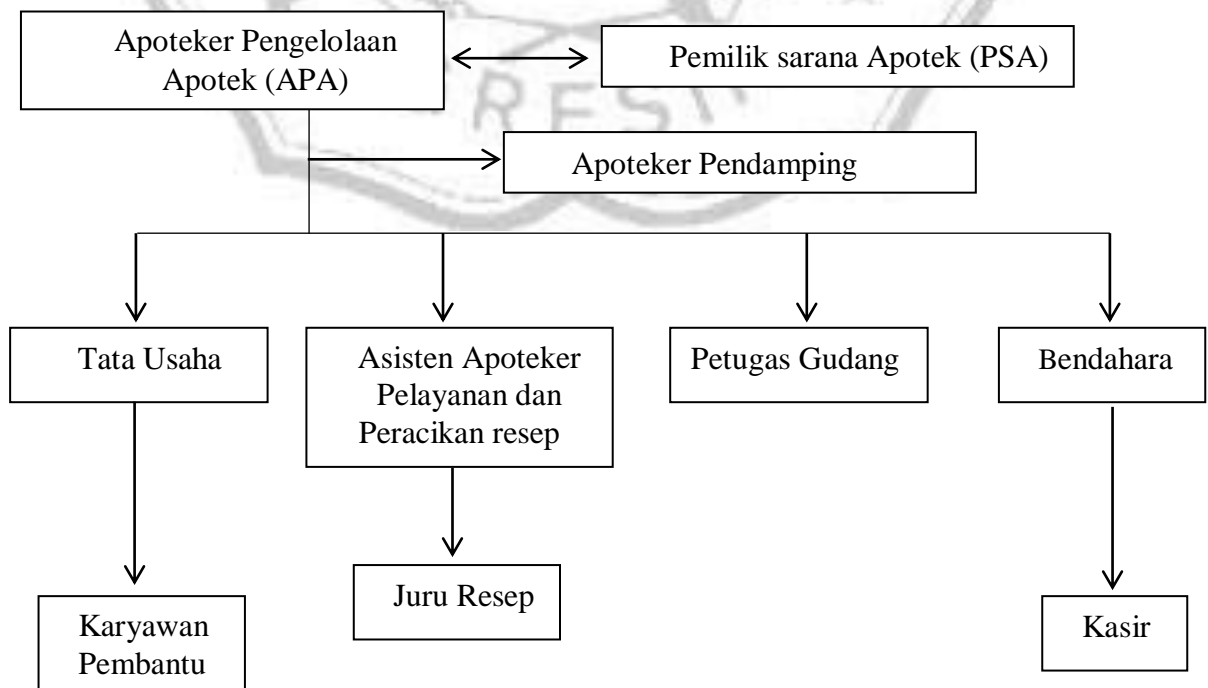 Apoteker Pengelolaan
Apotek (APA)
Pemilik sarana Apotek (PSA)
Apoteker Pendamping
Tata Usaha
Asisten Apoteker
Pelayanan dan
Peracikan resep
Petugas Gudang
Bendahara
Karyawan
Pembantu
Juru Resep
Kasir